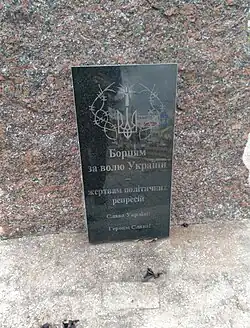 Борцям
за волю України
–
жертвам політичних
репресій
Слава Україні!
Героям Слава!